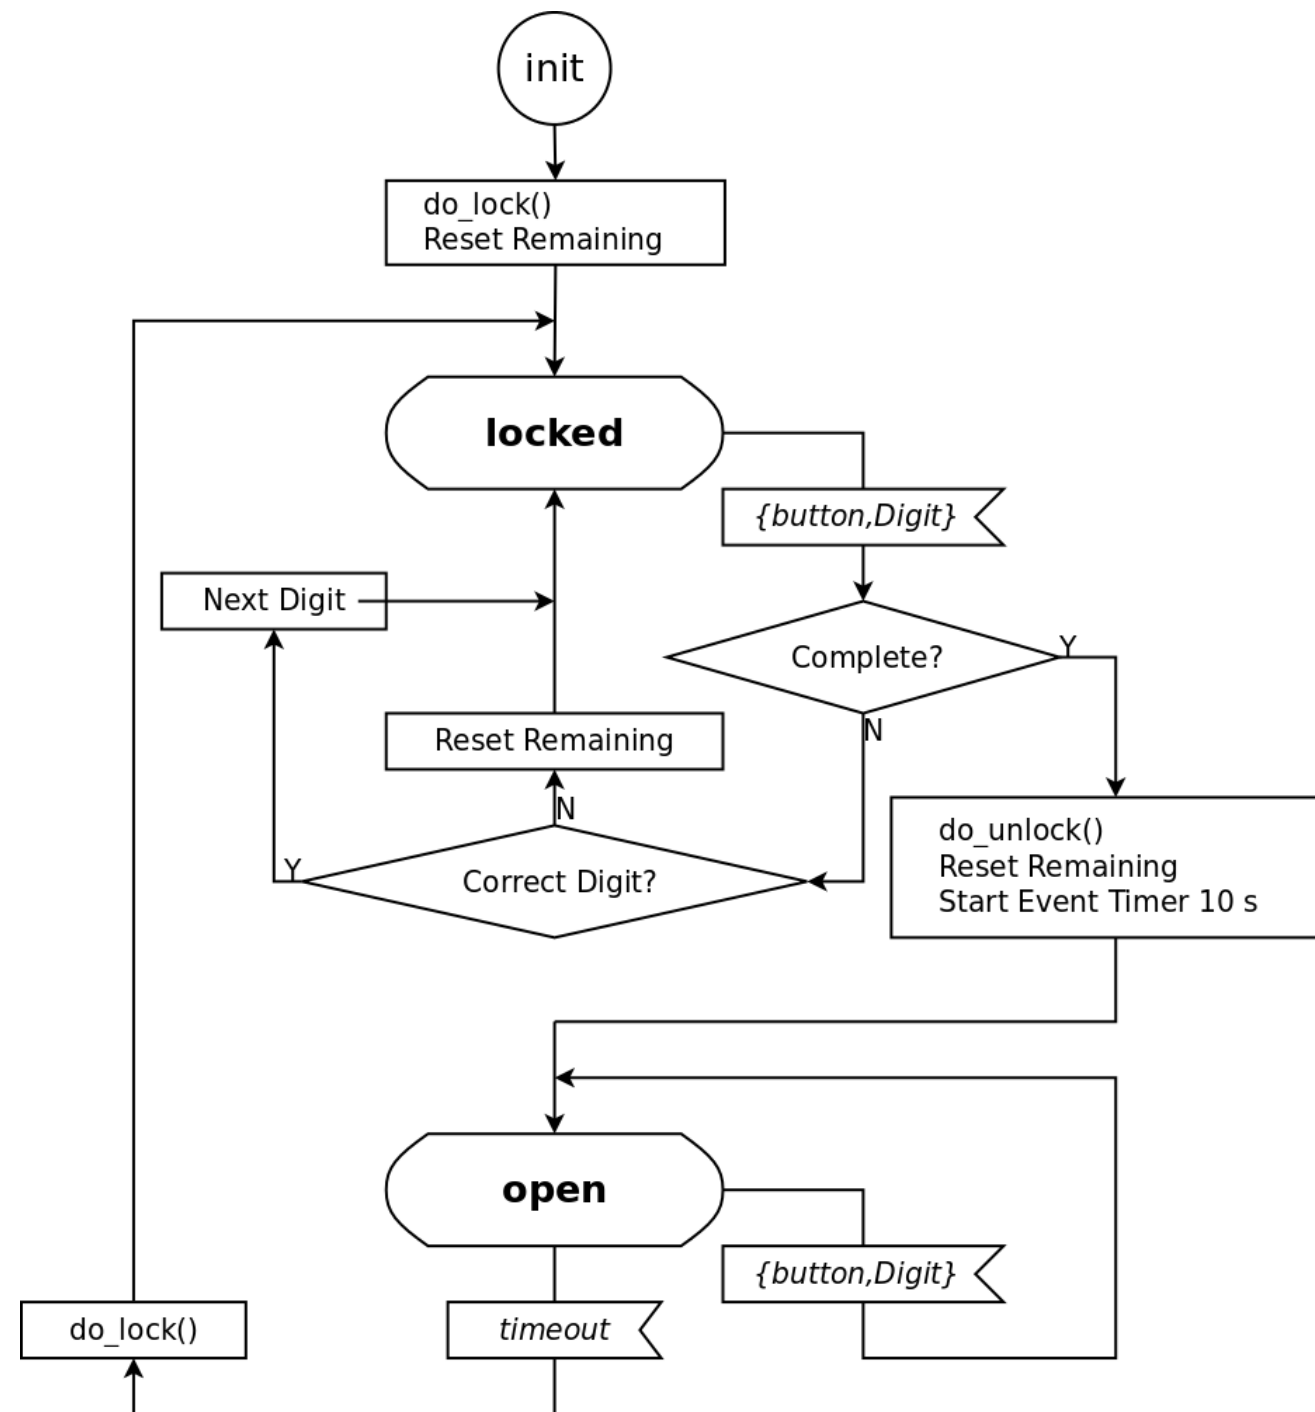 init
do_lock()
Reset Remaining
locked
{button,Digit}
Next Digit
Complete?
Y
N
Reset Remaining
N
Y
Correct Digit?
do_unlock()
Reset Remaining
Start Event Timer 10 s
open
{button,Digit}
do_lock()
timeout